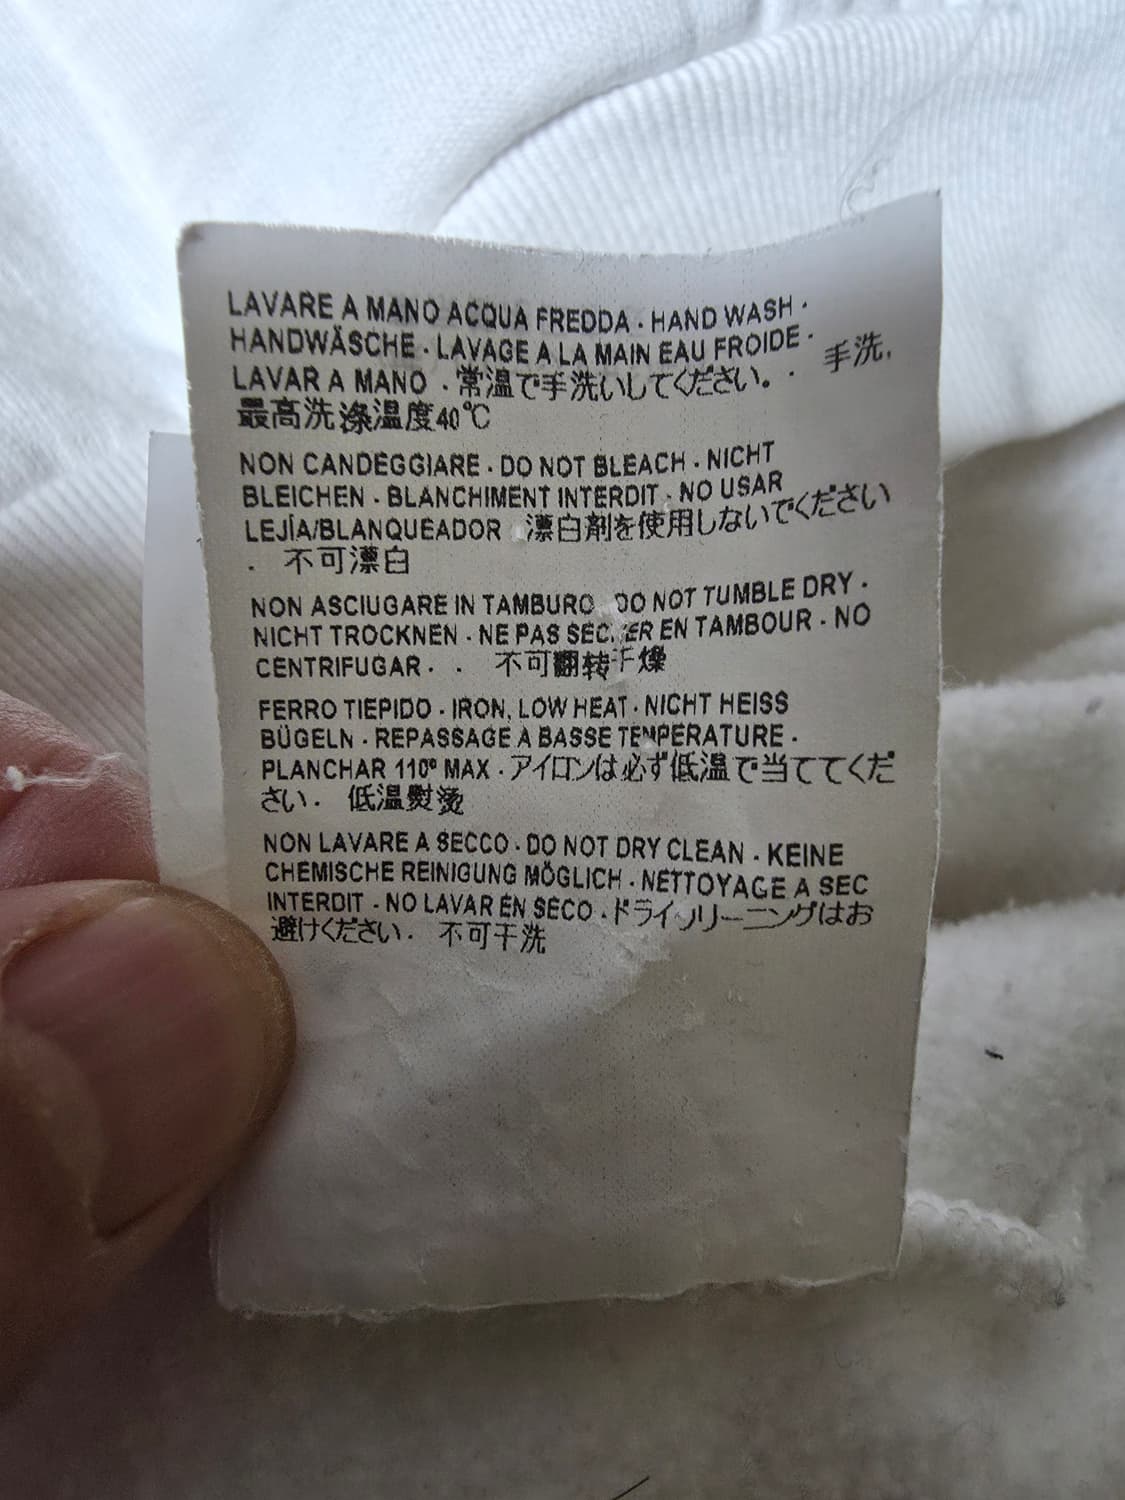 LAVARE A MANO ACQUA FREDDA · HAND WASH ·
HANDWÄSCHE · LAVAGE A LA MAIN EAU FROIDE ·
LAVAR A MANO · 常温で手洗いしてください。 · 手洗,
最高洗涤温度40℃
NON CANDEGGIARE · DO NOT BLEACH · NICHT
BLEICHEN · BLANCHIMENT INTERDIT · NO USAR
LEJÍA/BLANQUEADOR 漂白剤を使用しないでください
· 不可漂白
NON ASCIUGARE IN TAMBURO DO NOT TUMBLE DRY ·
NICHT TROCKNEN · NE PAS EN TAMBOUR · NO
CENTRIFUGAR · · 不可翻转干燥
FERRO TIEPIDO · IRON, LOW HEAT · NICHT HEISS
BÜGELN · REPASSAGE A BASSE TEMPERATURE ·
PLANCHAR 110º MAX · アイロンは必ず低温で当ててくだ
さい · 低温熨烫
NON LAVARE A SECCO · DO NOT DRY CLEAN · KEINE
CHEMISCHE REINIGUNG MÖGLICH · NETTOYAGE A SEC
INTERDIT · NO LAVAR EN SECO · ドライクリーニングはお
避けください · 不可干洗